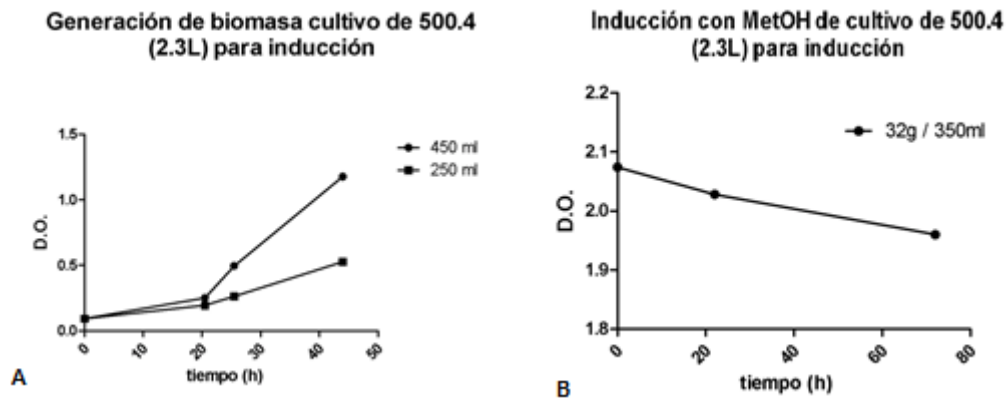 Generación de biomasa cultivo de 500.4
(2.3L) para inducción
1.5
1.0
0.5
0.0
D.O.
0
10
20
30
40
50
tiempo (h)
450 ml
250 ml
A
Inducción con MetOH de cultivo de 500.4
(2.3L) para inducción
2.2
2.1
2.0
1.9
1.8
D.O.
0
20
40
60
80
tiempo (h)
32g / 350ml
B